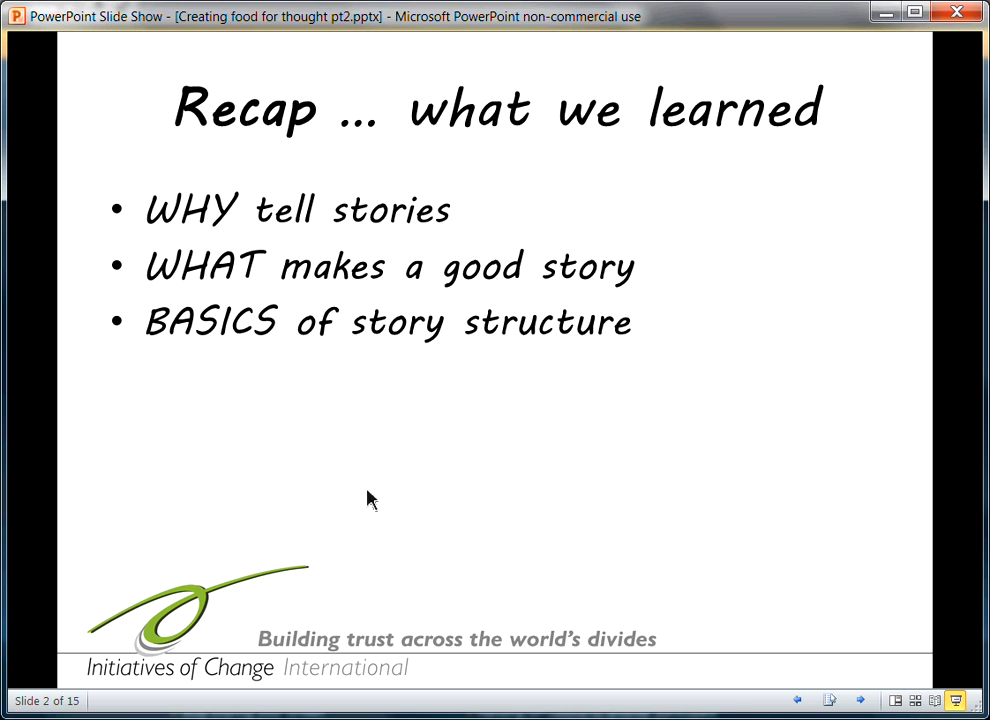 PowerPoint Slide Show - [Creating food for thought pt2.pptx] - Microsoft PowerPoint non-commercial use
Recap ... what we learned
• WHY tell stories
• WHAT makes a good story
• BASICS of story structure
Building trust across the world's divides
Initiatives of Change International
Slide 2 of 15